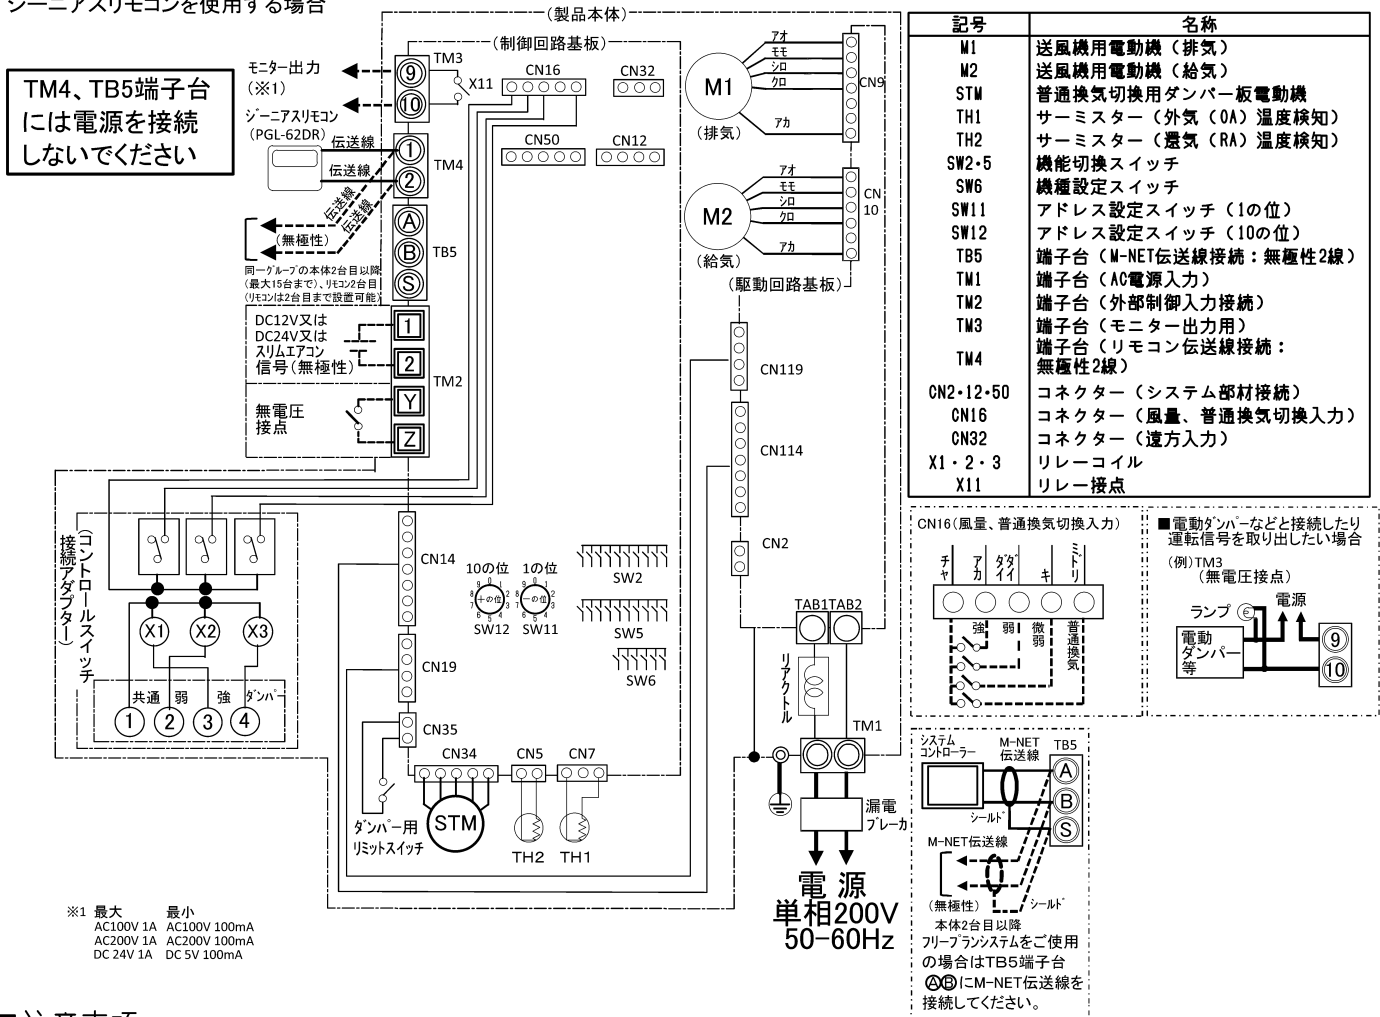 ジーニアスリモコンを使用する場合
TM4、TB5端子台
には電源を接続
しないでください
(製品本体)
(制御回路基板)
モニター出力
(※1)
ジーニアスリモコン
(PGL-62DR)
伝送線
伝送線
伝送線
伝送線
(無極性)
同一グループの本体2台目以降
(最大15台まで)、リモコン2台目
(リモコンは2台目まで設置可能)
DC12V又は
DC24V又は
スリムエアコン
信号(無極性)
無電圧
接点
⑨
⑩
TM3
X11
①
②
TM4
A
B
S
TB5
1
2
Y
Z
TM2
CN16
CN32
CN50
CN12
M1
(排気)
アオ
モモ
シロ
クロ
アカ
CN9
M2
(給気)
アオ
モモ
シロ
クロ
アカ
CN
10
(駆動回路基板)
CN119
CN114
CN2
TAB1 TAB2
リアクトル
TM1
漏電
ブレーカ
電源
単相200V
50-60Hz
(コントロールスイッチ
接続アダプター)
X1
X2
X3
共通 弱 強 ダンパー
1 2 3 4
CN14
CN19
CN35
CN34
CN5
CN7
10の位 1の位
0 1 2 3 4 5 6 7 8 9
十の位
0 1 2 3 4 5 6 7 8 9
一の位
SW12 SW11
SW2
SW5
SW6
ダンパー用
リミットスイッチ
STM
TH2
TH1
※1 最大 最小
AC100V 1A AC100V 100mA
AC200V 1A AC200V 100mA
DC 24V 1A DC 5V 100mA
記号 名称
M1 送風機用電動機(排気)
M2 送風機用電動機(給気)
STM 普通換気切換用ダンパー板電動機
TH1 サーミスター(外気(OA)温度検知)
TH2 サーミスター(還気(RA)温度検知)
SW2・5 機能切換スイッチ
SW6 機種設定スイッチ
SW11 アドレス設定スイッチ(1の位)
SW12 アドレス設定スイッチ(10の位)
TB5 端子台(M-NET伝送線接続:無極性2線)
TM1 端子台(AC電源入力)
TM2 端子台(外部制御入力接続)
TM3 端子台(モニター出力用)
TM4 端子台(リモコン伝送線接続:
無極性2線)
CN2・12・50 コネクター(システム部材接続)
CN16 コネクター(風量、普通換気切換入力)
CN32 コネクター(遠方入力)
X1・2・3 リレーコイル
X11 リレー接点
CN16(風量、普通換気切換入力)
チャ
アカ
ダイダイ
キ
ミドリ
強
弱
微弱
普通換気
■電動ダンパーなどと接続したり
運転信号を取り出したい場合
(例)TM3
(無電圧接点)
ランプ
電源
電動
ダンパー
等
⑨
⑩
システム
コントローラー
M-NET
伝送線
TB5
A
B
S
シールド
M-NET伝送線
(無極性)
シールド
本体2台目以降
フリープランシステムをご使用
の場合はTB5端子台
ⒶⒷにM-NET伝送線を
接続してください。